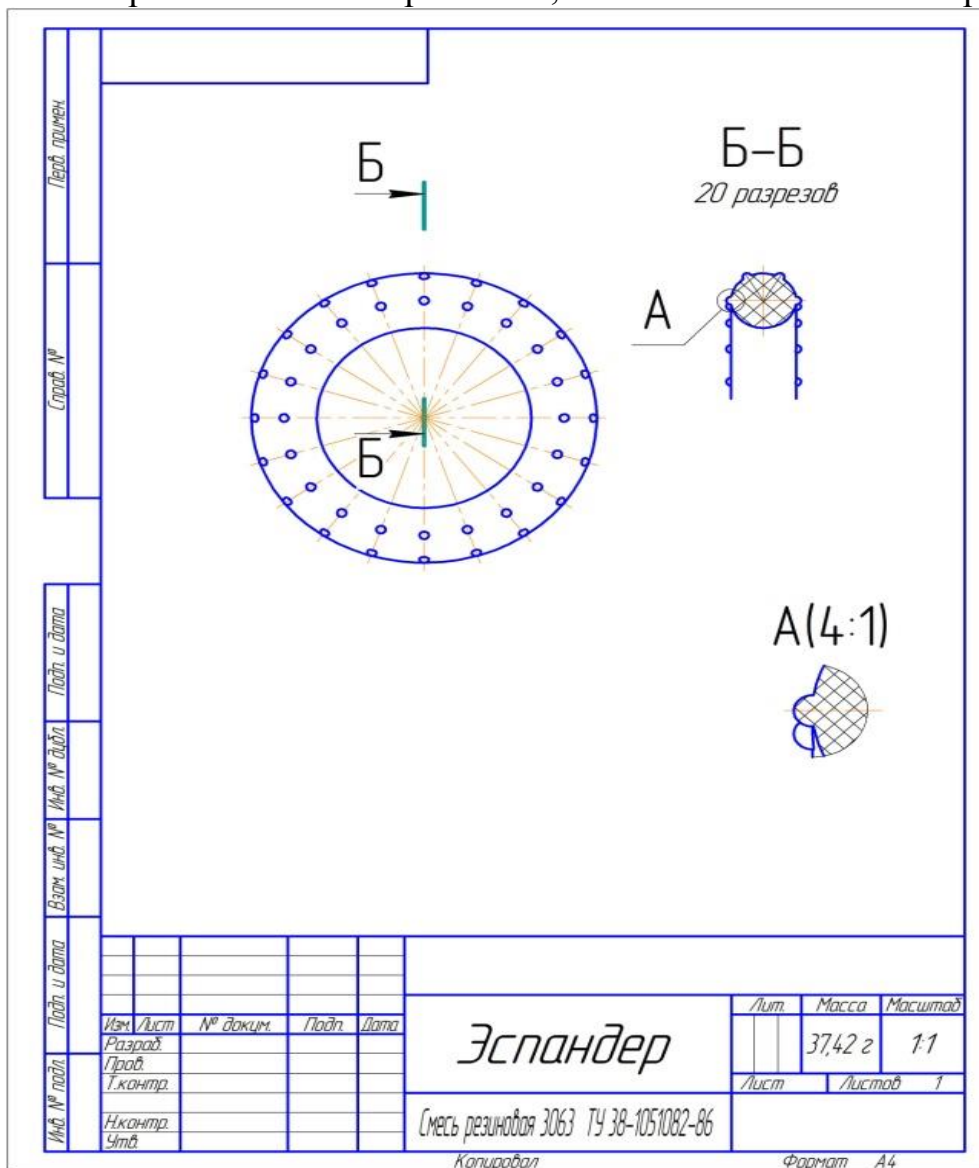 Б
Б-Б
20 разрезов
А
Б
А(4:1)
Перв. примен.
Справ. №
Подп. и дата
Инв. № дубл.
Взам. инв. №
Подп. и дата
Инв. № подл.
Изм. Лист № докум. Подп. Дата
Разраб.
Пров.
Т.контр.
Н.контр.
Утв.
Эспандер
Смесь резиновая 3063 ТУ 38-1051082-86
Лит. Масса Масштаб
37,42 г 1:1
Лист Листов 1
Копировал Формат А4